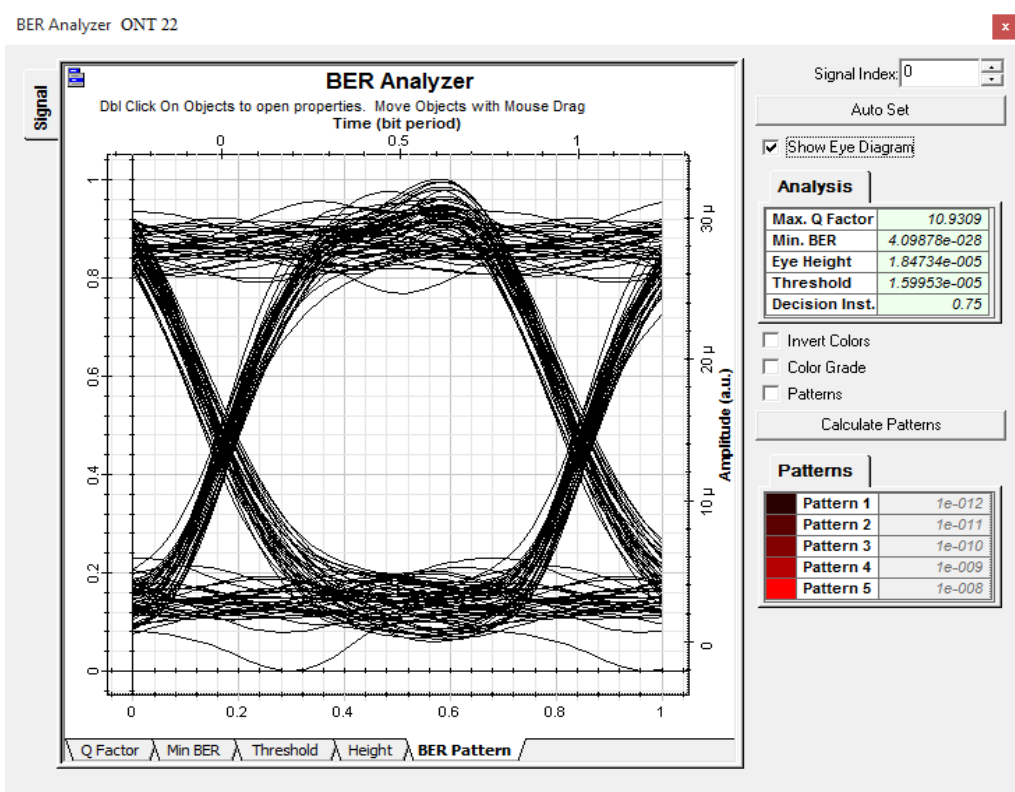 BER Analyzer ONT 22
x
Signal
BER Analyzer
Dbl Click On Objects to open properties. Move Objects with Mouse Drag
Time (bit period)
0 0.5 1
1
0.8
0.6
0.4
0.2
0
30 µ
20 µ
10 µ
0
Amplitude (a.u.)
0 0.2 0.4 0.6 0.8 1
Q Factor Min BER Threshold Height BER Pattern
Signal Index: 0
Auto Set
Show Eye Diagram
Analysis
Max. Q Factor 10.9309
Min. BER 4.09878e-028
Eye Height 1.84734e-005
Threshold 1.59953e-005
Decision Inst. 0.75
Invert Colors
Color Grade
Patterns
Calculate Patterns
Patterns
Pattern 1 1e-012
Pattern 2 1e-011
Pattern 3 1e-010
Pattern 4 1e-009
Pattern 5 1e-008